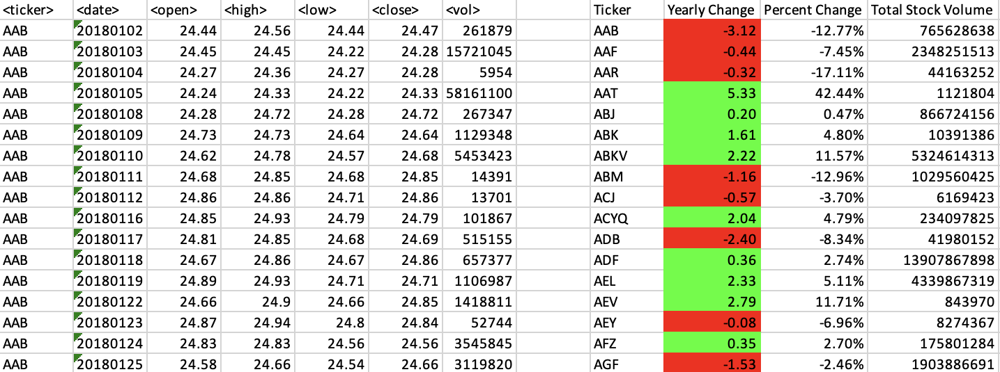 <ticker> <date> <open> <high> <low> <close> <vol> Ticker Yearly Change Percent Change Total Stock Volume
AAB 20180102 24.44 24.56 24.44 24.47 261879 AAB -3.12 -12.77% 765628638
AAB 20180103 24.45 24.45 24.22 24.28 15721045 AAF -0.44 -7.45% 2348251513
AAB 20180104 24.27 24.36 24.27 24.28 5954 AAR -0.32 -17.11% 44163252
AAB 20180105 24.24 24.33 24.22 24.33 58161100 AAT 5.33 42.44% 1121804
AAB 20180108 24.28 24.72 24.28 24.72 267347 ABJ 0.20 0.47% 866724156
AAB 20180109 24.73 24.73 24.64 24.64 1129348 ABK 1.61 4.80% 10391386
AAB 20180110 24.62 24.78 24.57 24.68 5453423 ABKV 2.22 11.57% 5324614313
AAB 20180111 24.68 24.85 24.68 24.85 14391 ABM -1.16 -12.96% 1029560425
AAB 20180112 24.86 24.86 24.71 24.86 13701 ACJ -0.57 -3.70% 6169423
AAB 20180116 24.85 24.93 24.79 24.79 101867 ACYQ 2.04 4.79% 234097825
AAB 20180117 24.81 24.85 24.68 24.69 515155 ADB -2.40 -8.34% 41980152
AAB 20180118 24.67 24.86 24.67 24.86 657377 ADF 0.36 2.74% 13907867898
AAB 20180119 24.89 24.93 24.71 24.71 1106987 AEL 2.33 5.11% 4339867319
AAB 20180122 24.66 24.9 24.66 24.85 1418811 AEV 2.79 11.71% 843970
AAB 20180123 24.87 24.94 24.8 24.84 52744 AEY -0.08 -6.96% 8274367
AAB 20180124 24.83 24.83 24.56 24.56 3545845 AFZ 0.35 2.70% 175801284
AAB 20180125 24.58 24.66 24.54 24.66 3119820 AGF -1.53 -2.46% 1903886691